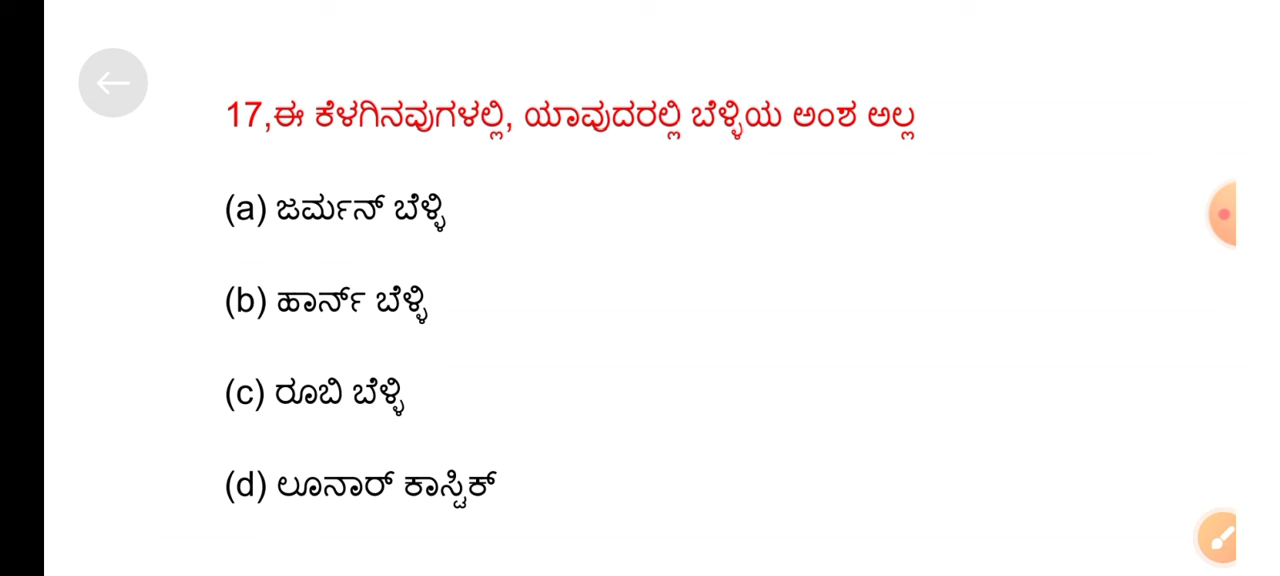 17,ಈ ಕೆಳಗಿನವುಗಳಲ್ಲಿ, ಯಾವುದರಲ್ಲಿ ಬೆಳ್ಳಿಯ ಅಂಶ ಅಲ್ಲ
(a) ಜರ್ಮನ್ ಬೆಳ್ಳಿ
(b) ಹಾರ್ನ್ ಬೆಳ್ಳಿ
(c) ರೂಬಿ ಬೆಳ್ಳಿ
(d) ಲೂನಾರ್ ಕಾಸ್ಟಿಕ್